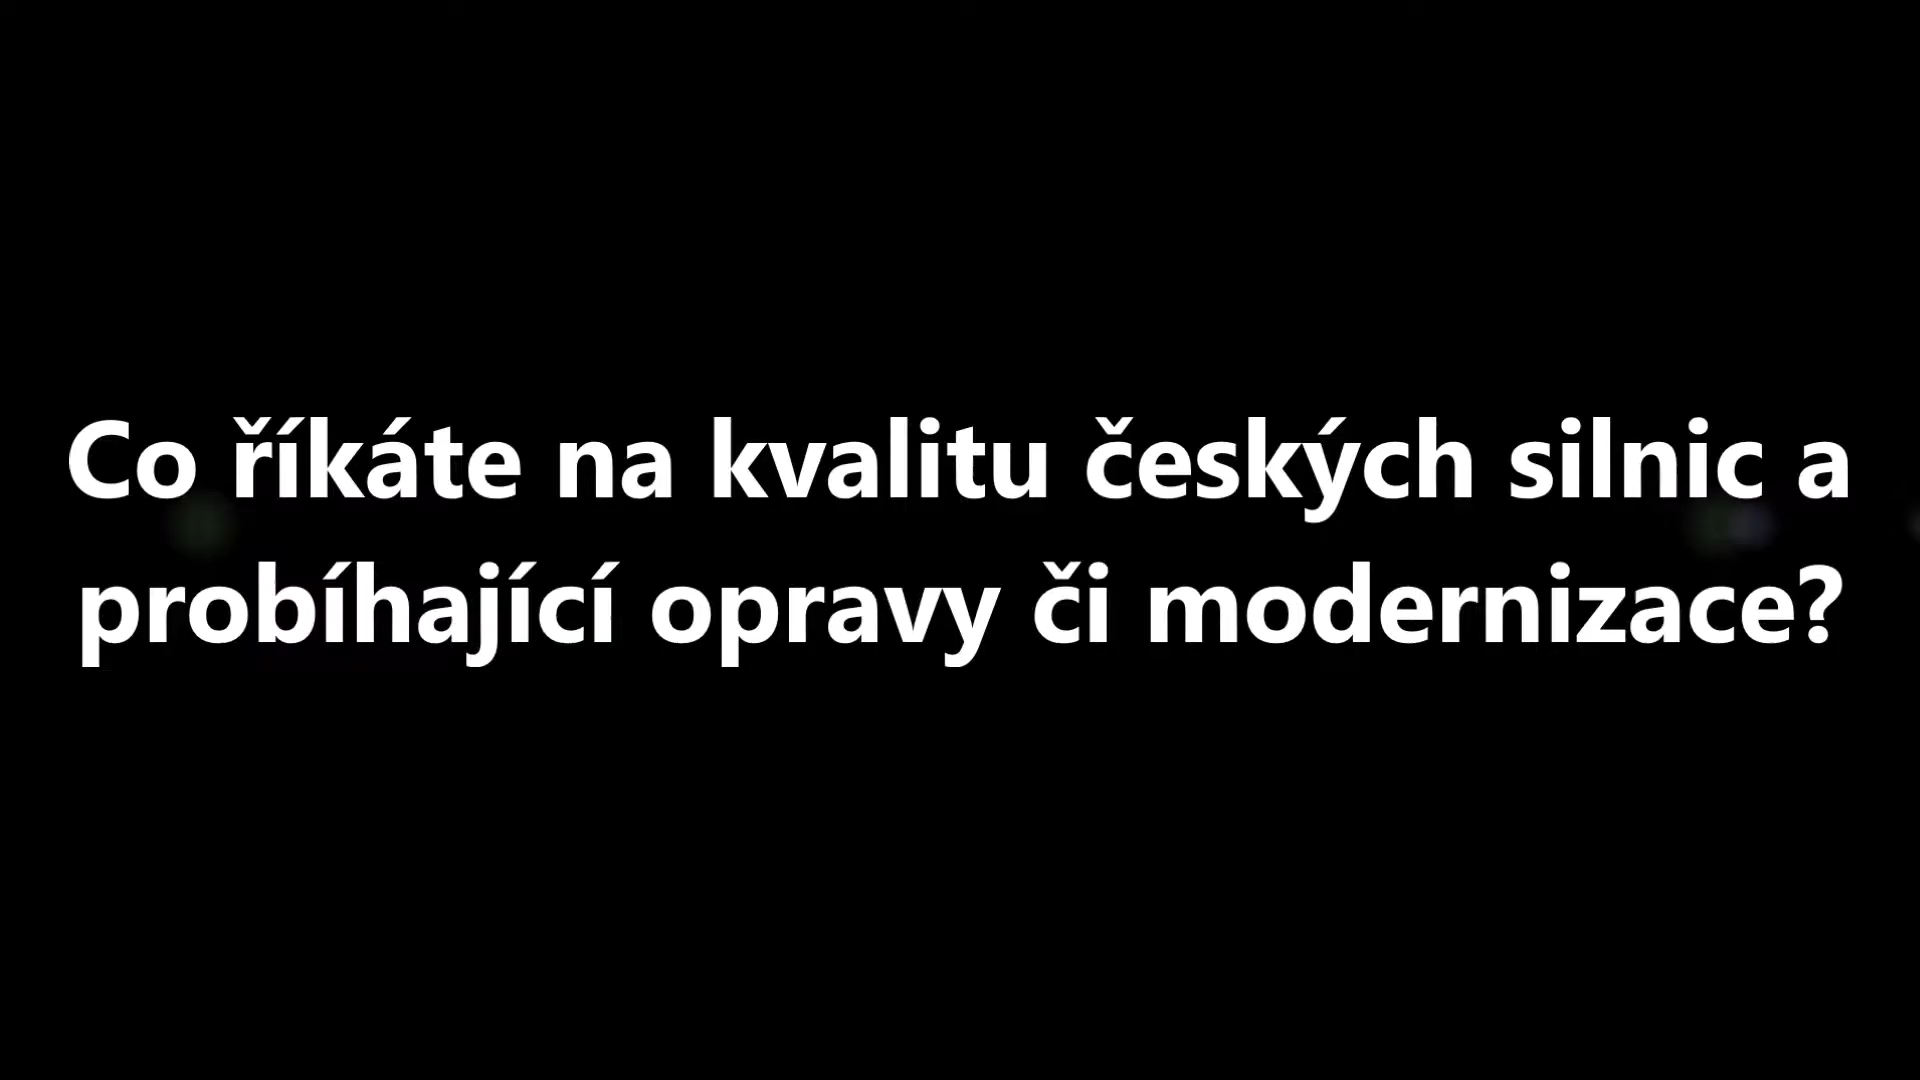 Co říkáte na kvalitu českých silnic a
probíhající opravy či modernizace?